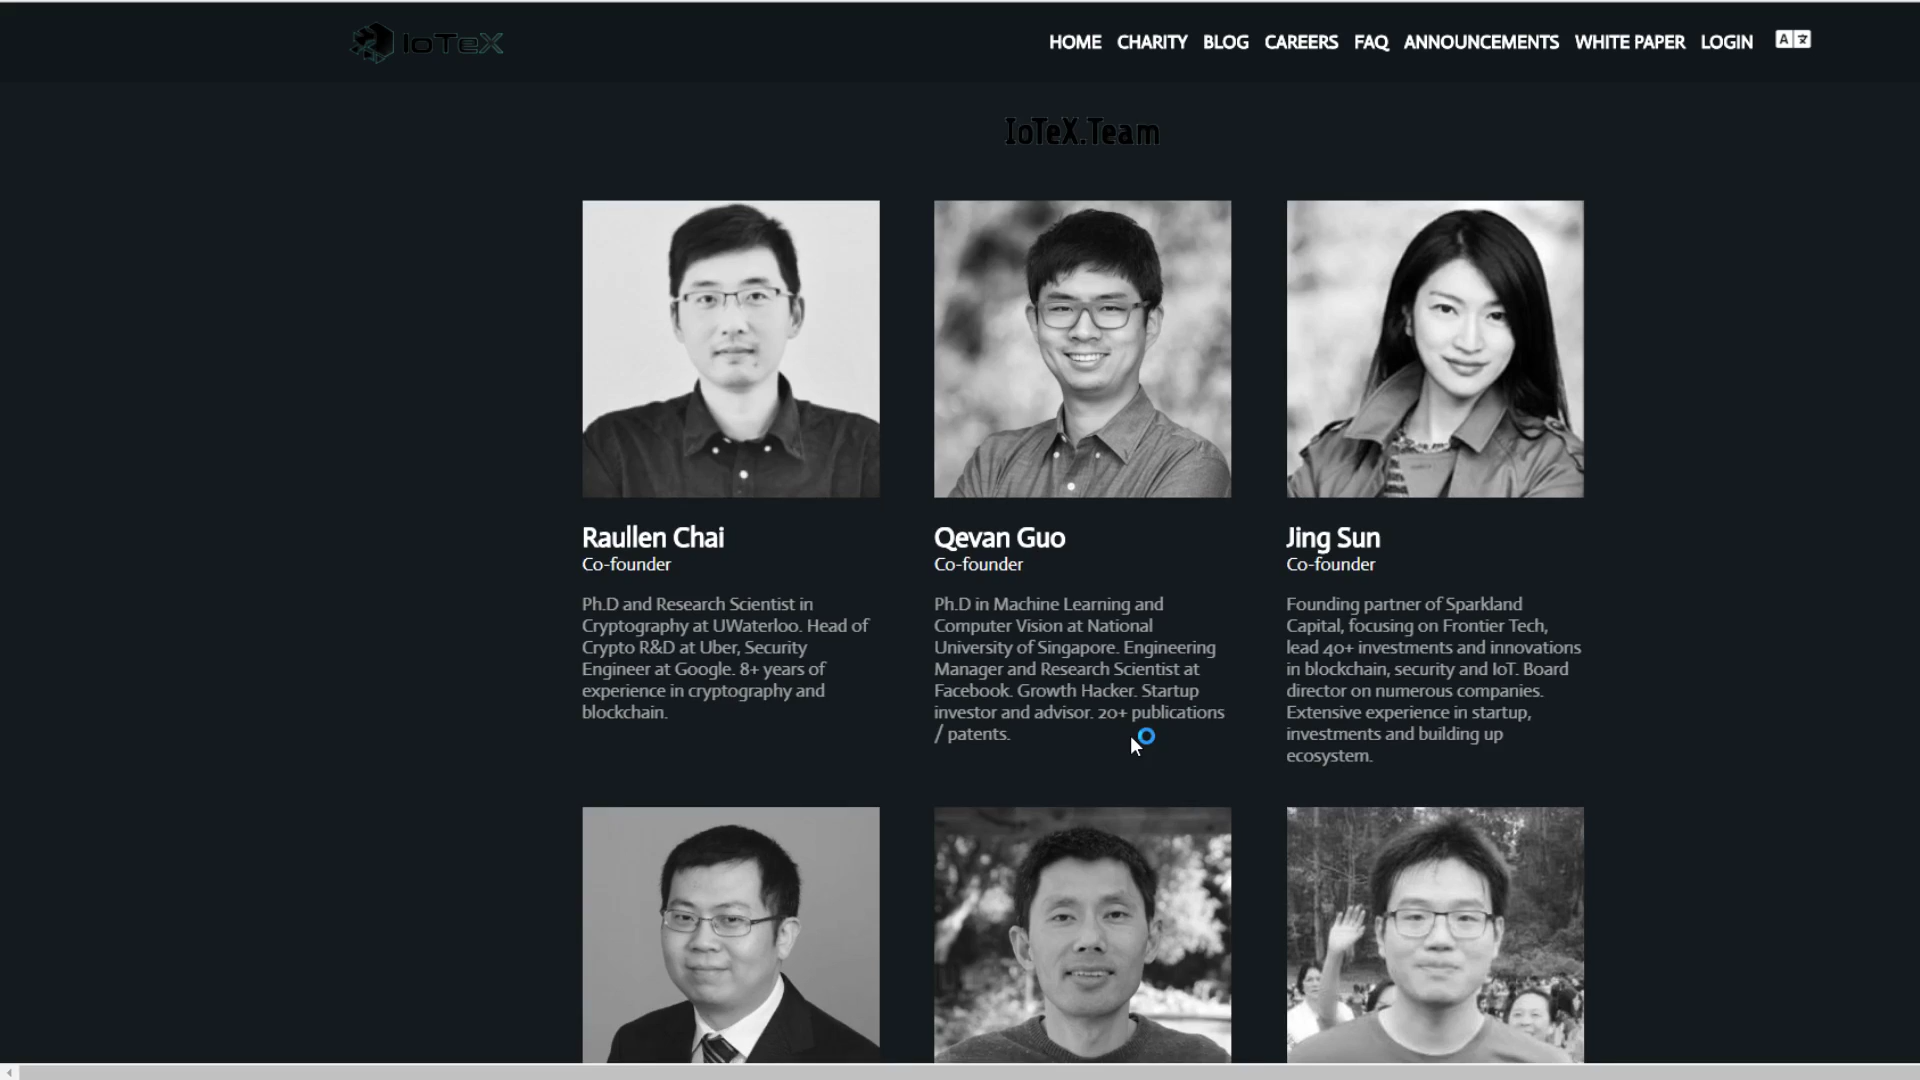 IoTeX
HOME CHARITY BLOG CAREERS FAQ ANNOUNCEMENTS WHITE PAPER LOGIN A 文
IoTeX.Team
Raullen Chai
Co-founder
Ph.D and Research Scientist in
Cryptography at UWaterloo. Head of
Crypto R&D at Uber, Security
Engineer at Google. 8+ years of
experience in cryptography and
blockchain.
Qevan Guo
Co-founder
Ph.D in Machine Learning and
Computer Vision at National
University of Singapore. Engineering
Manager and Research Scientist at
Facebook. Growth Hacker. Startup
investor and advisor. 20+ publications
/ patents.
Jing Sun
Co-founder
Founding partner of Sparkland
Capital, focusing on Frontier Tech,
lead 40+ investments and innovations
in blockchain, security and IoT. Board
director on numerous companies.
Extensive experience in startup,
investments and building up
ecosystem.